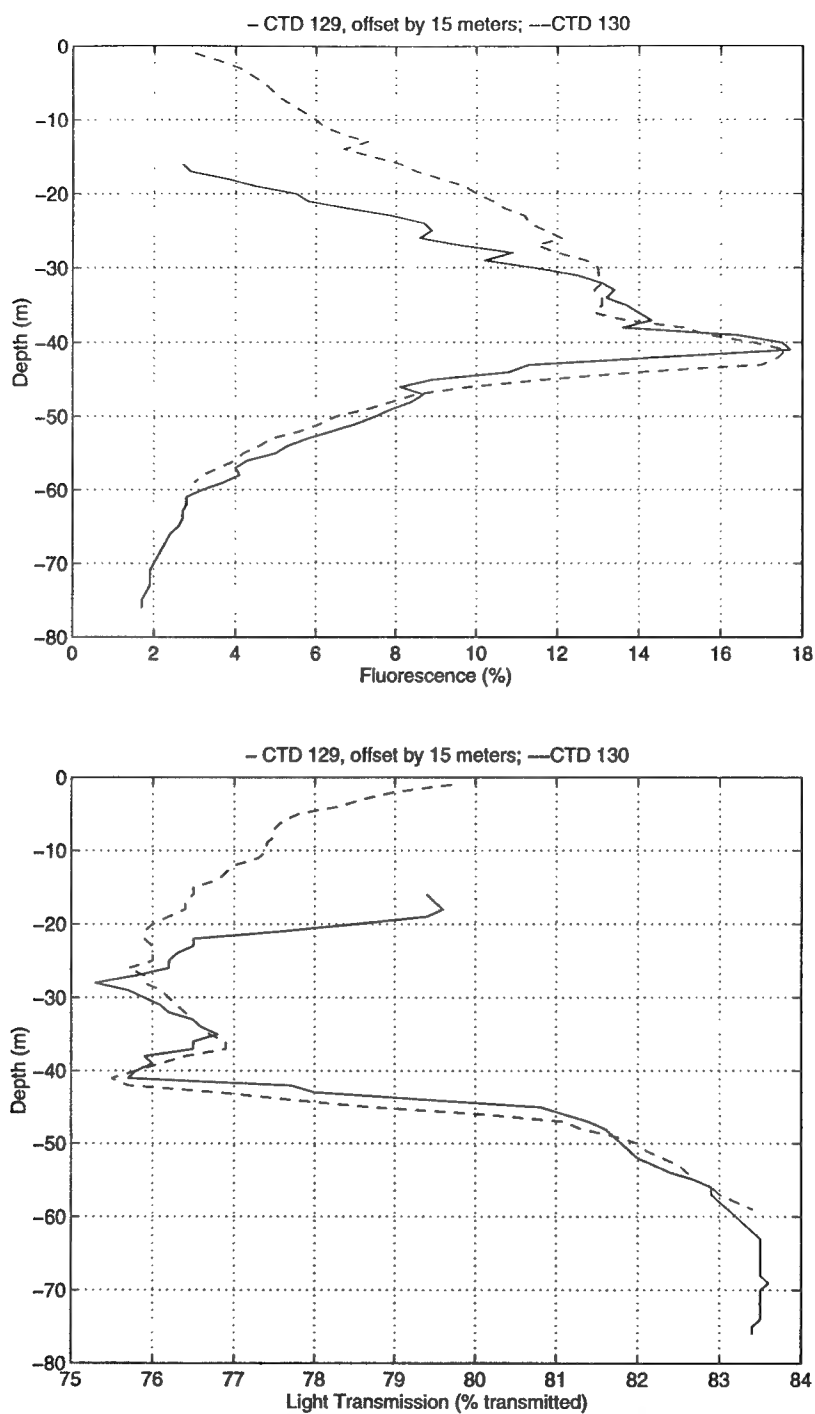 – CTD 129, offset by 15 meters; –––CTD 130
0
–10
–20
–30
–40
–50
–60
–70
–80
Depth (m)
0 2 4 6 8 10 12 14 16 18
Fluorescence (%)
– CTD 129, offset by 15 meters; –––CTD 130
0
–10
–20
–30
–40
–50
–60
–70
–80
Depth (m)
75 76 77 78 79 80 81 82 83 84
Light Transmission (% transmitted)